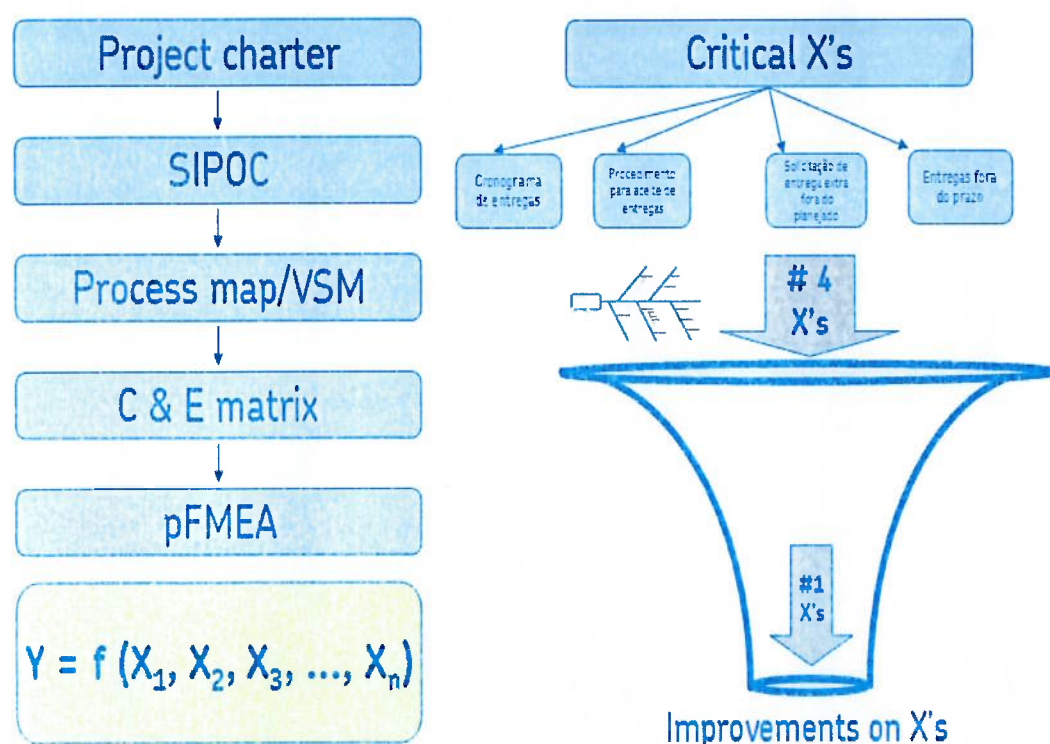 Project charter
SIPOC
Process map/VSM
C & E matrix
pFMEA
Y = f (X₁, X₂, X₃, ..., Xₙ)
Critical X's
Cronograma
de entregas
Procedimento
para aceite de
entregas
Solicitação de
entrega extra
fora do
planejado
Entregas fora
do prazo
# 4
X's
#1
X's
Improvements on X's